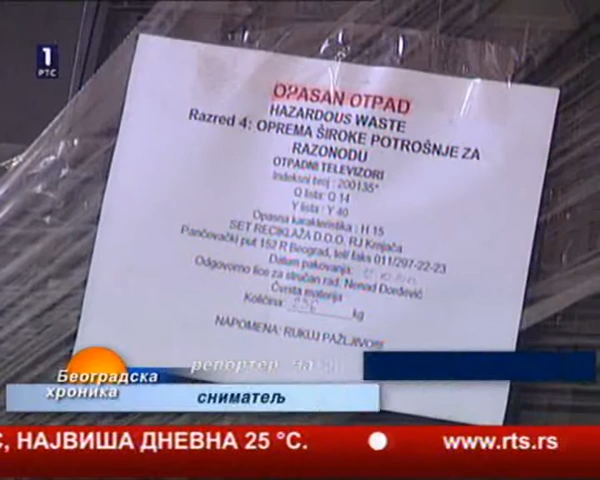 1
РТС
OPASAN OTPAD
HAZARDOUS WASTE
Razred 4: OPREMA ŠIROKE POTROŠNJE ZA
RAZONODU
OTPADNI TELEVIZORI
Indeksni broj : 200135*
Q lista: Q 14
Y lista : Y 40
Opasna karakteristika : H 15
SET RECIKLAŽA D.O.O. RJ Krnjača
Pančevački put 152 R Beograd, tel/ faks 011/297-22-23
Datum pakovanja:
Odgovorno lice za stručan rad: Nenad Đorđević
Čvrsta materija
Količina: kg
NAPOMENA: RUKUJ PAŽLJIVO!!!
репортер
Београдска
хроника
сниматељ
С, НАЈВИША ДНЕВНА 25 °С.
www.rts.rs